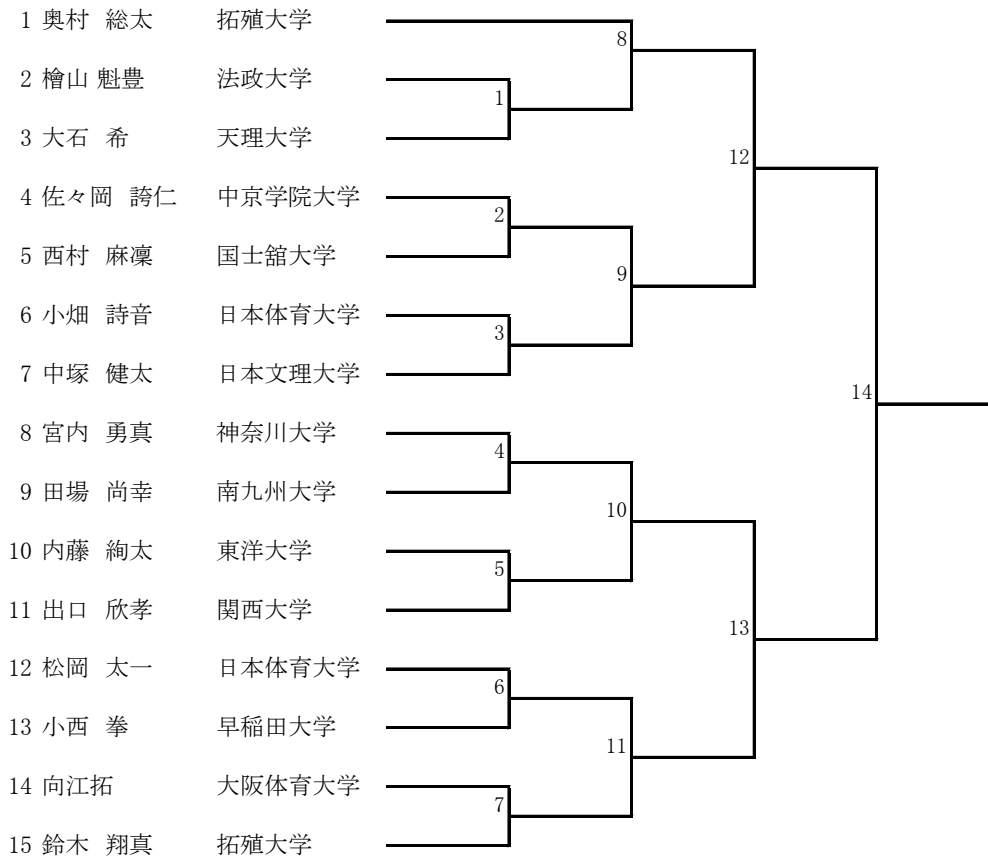 1 奥村 総太 拓殖大学
8
2 檜山 魁豊 法政大学
1
3 大石 希 天理大学
12
4 佐々岡 誇仁 中京学院大学
2
5 西村 麻凜 国士舘大学
9
6 小畑 詩音 日本体育大学
3
7 中塚 健太 日本文理大学
14
8 宮内 勇真 神奈川大学
4
9 田場 尚幸 南九州大学
10
10 内藤 絢太 東洋大学
5
11 出口 欣孝 関西大学
13
12 松岡 太一 日本体育大学
6
13 小西 拳 早稲田大学
11
14 向江拓 大阪体育大学
7
15 鈴木 翔真 拓殖大学